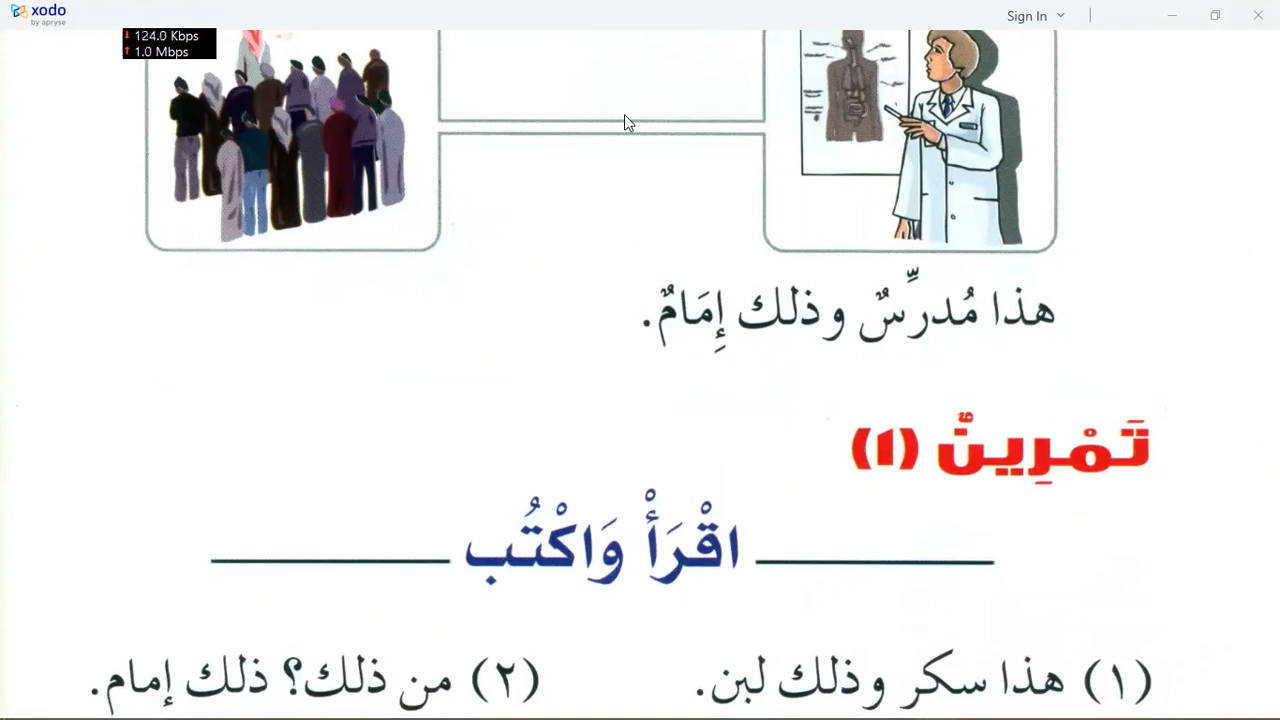 xodo
by apryse
Sign In
↓ 124.0 Kbps
↑ 1.0 Mbps
هذا مُدرِّسٌ وذلك إِمَامٌ.
تَمْرِينٌ (1)
اقْرَأْ وَاكْتُب
(١) هذا سكر وذلك لبن.
(٢) من ذلك؟ ذلك إمام.